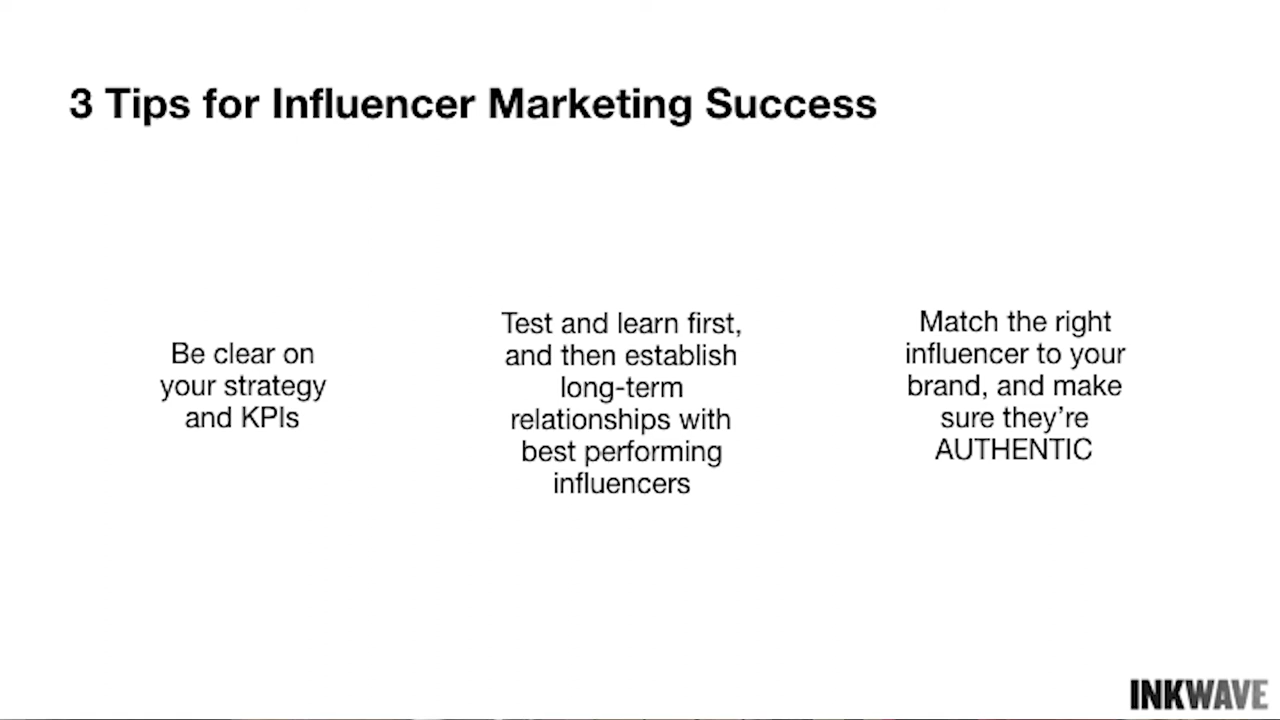 3 Tips for Influencer Marketing Success
Be clear on
your strategy
and KPIs
Test and learn first,
and then establish
long-term
relationships with
best performing
influencers
Match the right
influencer to your
brand, and make
sure they’re
AUTHENTIC
INKWAVE